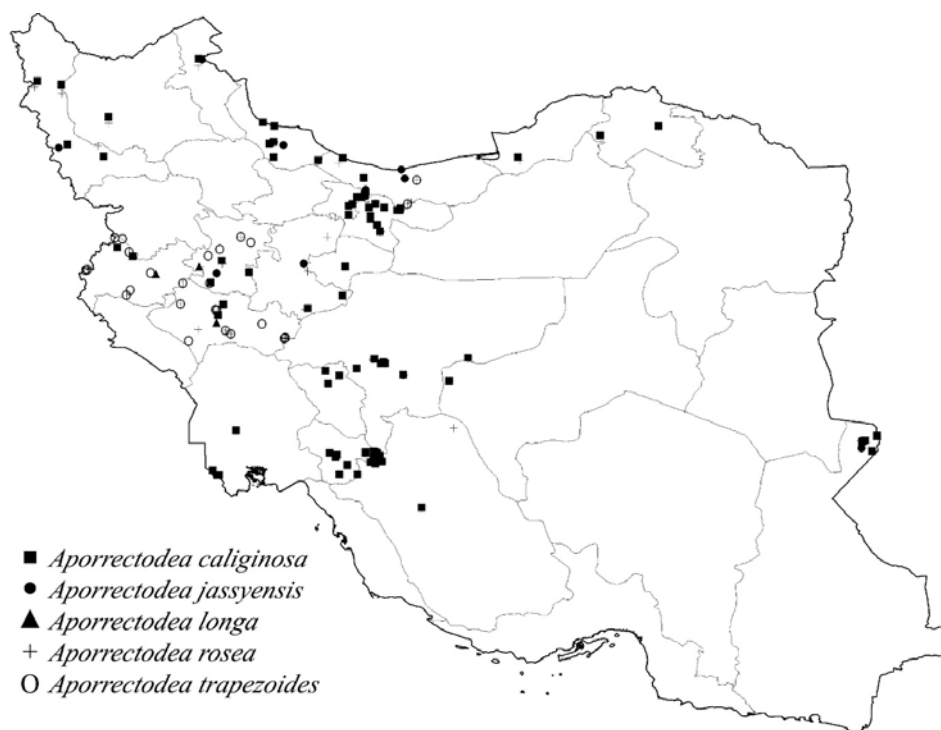 Aporrectodea caliginosa
Aporrectodea jassyensis
Aporrectodea longa
Aporrectodea rosea
Aporrectodea trapezoides